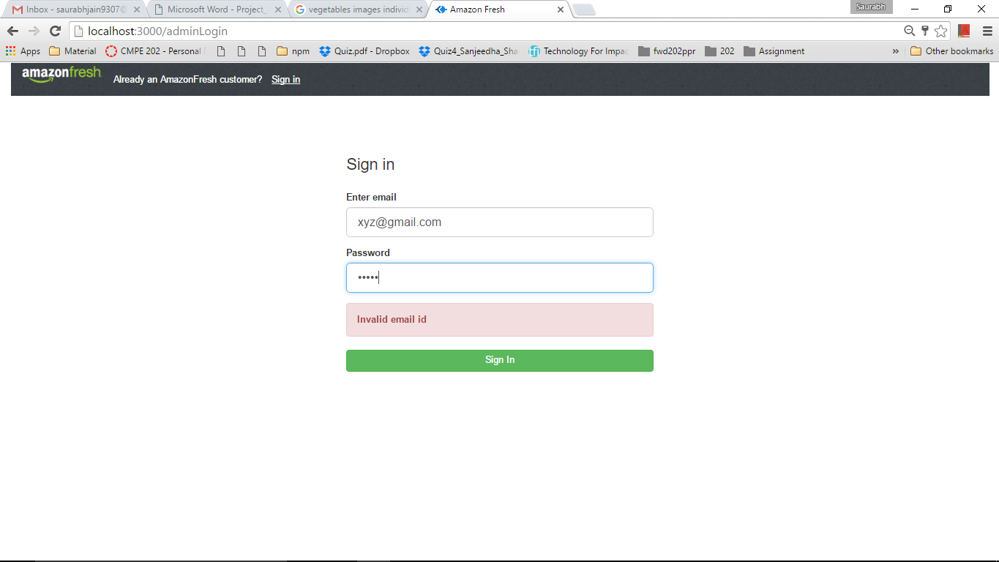 Saurabh
Inbox - saurabhjain9307@
Microsoft Word - Project_
vegetables images individ
Amazon Fresh
localhost:3000/adminLogin
Apps Material CMPE 202 - Personal npm Quiz.pdf - Dropbox Quiz4_Sanjeedha_Sha Technology For Impac fwd202ppr 202 Assignment » Other bookmarks
amazonfresh Already an AmazonFresh customer? Sign in
Sign in
Enter email
xyz@gmail.com
Password
•••••
Invalid email id
Sign In